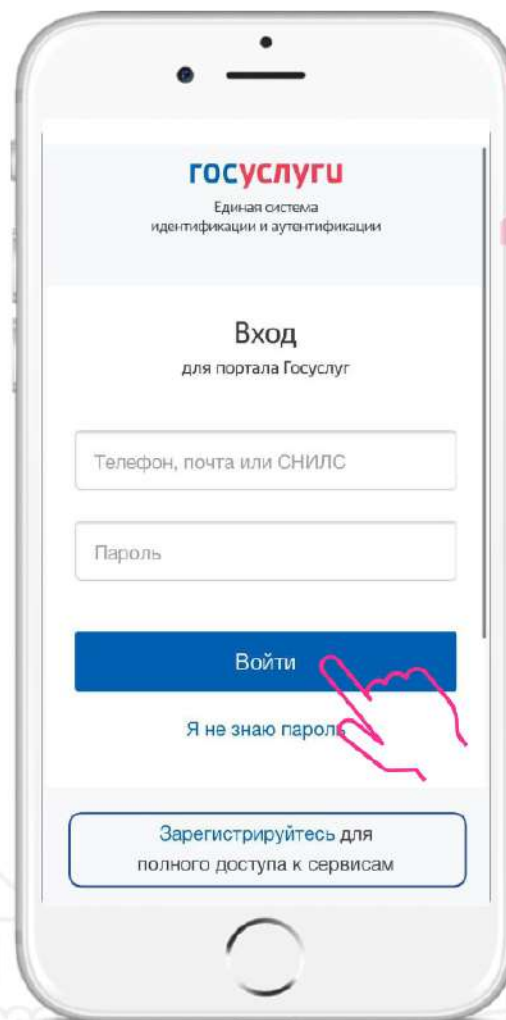 госуслуги
Единая система
идентификации и аутентификации
Вход
для портала Госуслуг
Телефон, почта или СНИЛС
Пароль
Войти
Я не знаю пароль
Зарегистрируйтесь для
полного доступа к сервисам